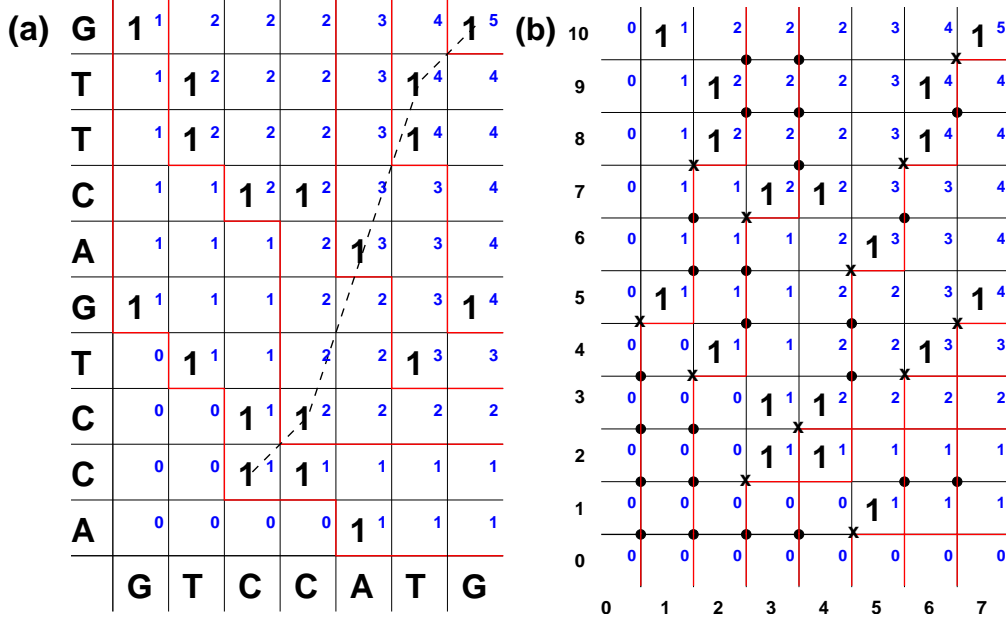 (a)
G 1 1 2 2 2 3 4 1 5
T 1 1 2 2 2 3 1 4 4
T 1 1 2 2 2 3 1 4 4
C 1 1 1 2 1 2 3 3 4
A 1 1 1 2 1 3 3 4
G 1 1 1 1 2 2 3 1 4
T 0 1 1 1 2 2 1 3 3
C 0 0 1 1 1 2 2 2 2
C 0 0 1 1 1 1 1 1 1
A 0 0 0 0 1 1 1 1
G T C C A T G
(b)
10 0 1 1 2 2 2 3 4 1 5
9 0 1 1 2 2 2 3 1 4 4
8 0 1 1 2 2 2 3 1 4 4
7 0 1 1 1 2 1 2 3 3 4
6 0 1 1 1 2 1 3 3 4
5 0 1 1 1 1 2 2 3 1 4
4 0 0 1 1 1 2 2 1 3 3
3 0 0 0 1 1 1 2 2 2 2
2 0 0 0 1 1 1 1 1 1 1
1 0 0 0 0 0 1 1 1 1
0 0 0 0 0 0 0 0 0
0 1 2 3 4 5 6 7